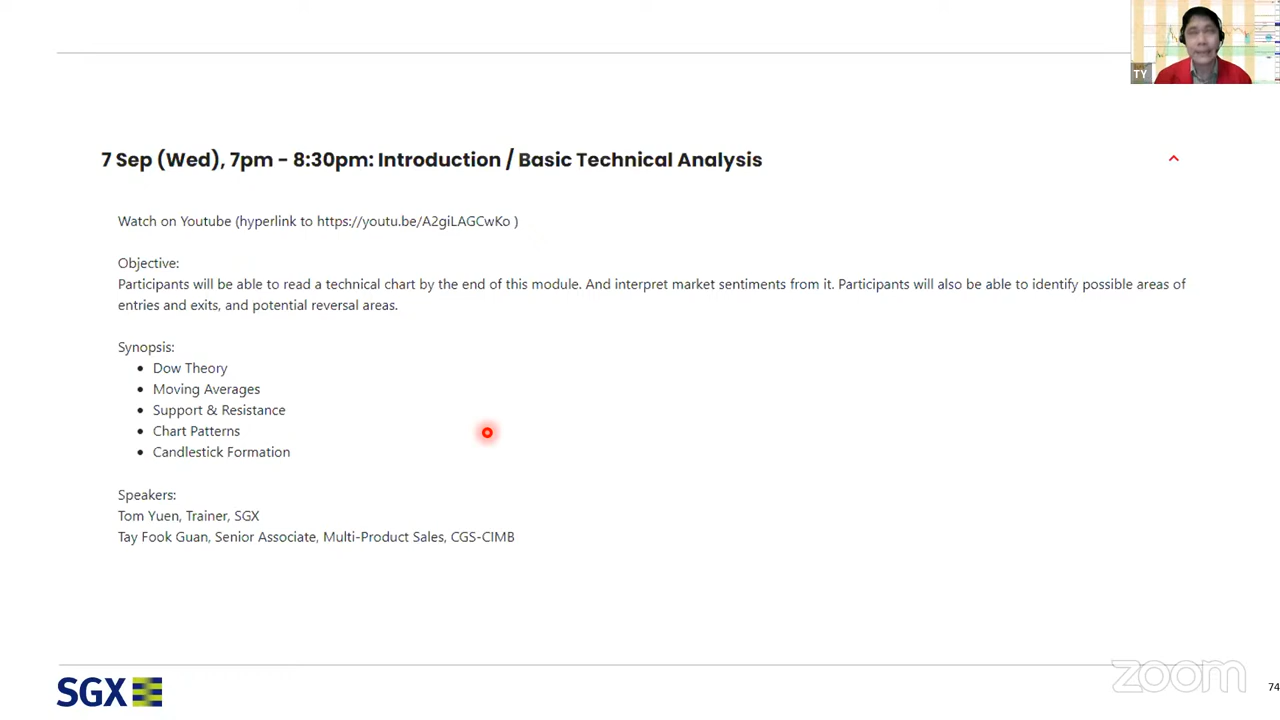 TY
7 Sep (Wed), 7pm - 8:30pm: Introduction / Basic Technical Analysis
Watch on Youtube (hyperlink to https://youtu.be/A2giLAGCwKo )
Objective:
Participants will be able to read a technical chart by the end of this module. And interpret market sentiments from it. Participants will also be able to identify possible areas of
entries and exits, and potential reversal areas.
Synopsis:
• Dow Theory
• Moving Averages
• Support & Resistance
• Chart Patterns
• Candlestick Formation
Speakers:
Tom Yuen, Trainer, SGX
Tay Fook Guan, Senior Associate, Multi-Product Sales, CGS-CIMB
SGX
zoom
74